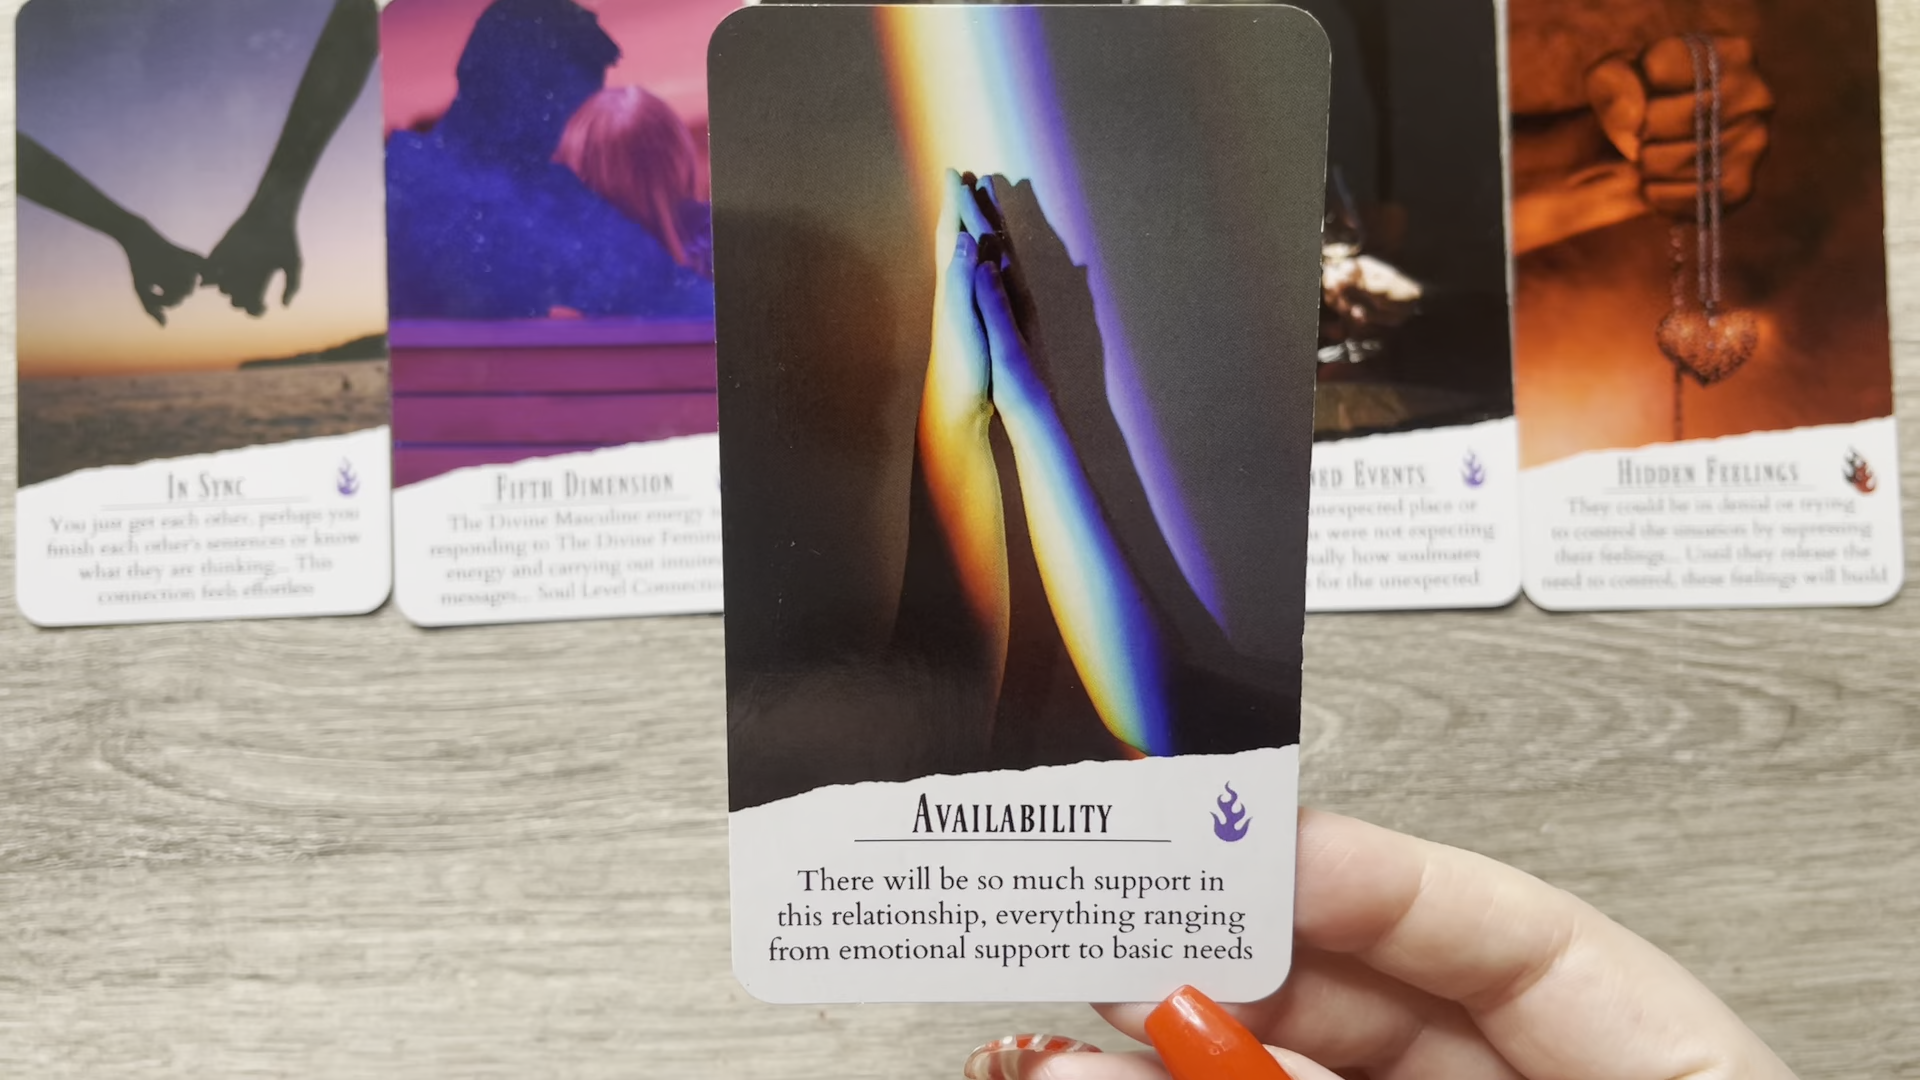 In Sync
You just get each other, perhaps you
finish each other's sentences or know
what they are thinking... This
connection feels effortless
Fifth Dimension
The Divine Masculine energy
responding to The Divine
energy and carrying out
messages... Soul Level
Availability
There will be so much support in
this relationship, everything ranging
from emotional support to basic needs
Events
place or
were not expecting
how soulmates
for the unexpected
Hidden Feelings
They could be in denial or trying
to control the situation by repressing
their feelings... Until they release the
need to control, these feelings will build